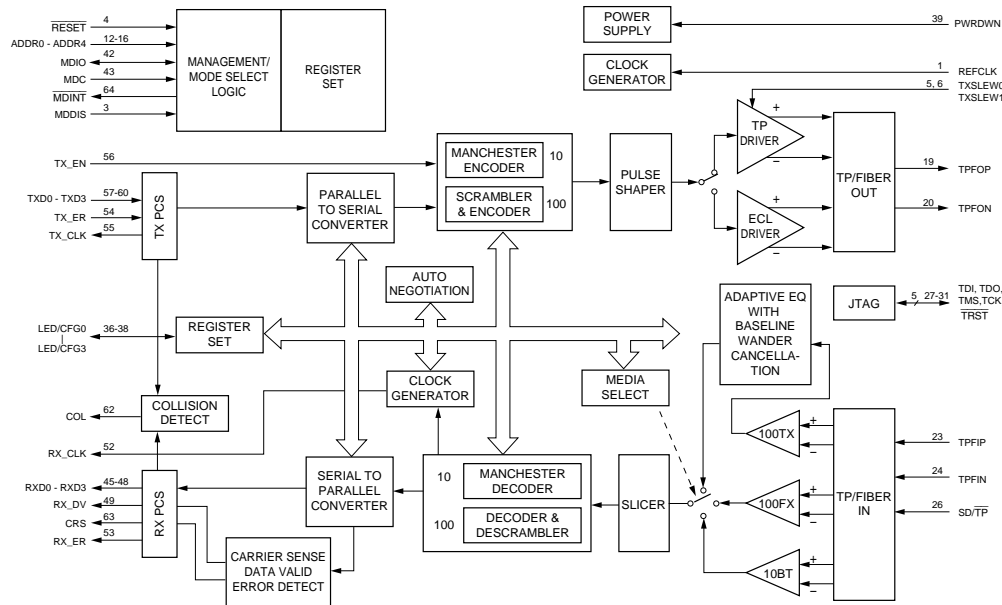 RESET 4
ADDR0 - ADDR4 12-16
MDIO 42
MDC 43
MDINT 64
MDDIS 3
MANAGEMENT/
MODE SELECT
LOGIC
REGISTER
SET
POWER
SUPPLY
39 PWRDWN
CLOCK
GENERATOR
1 REFCLK
5, 6 TXSLEW0
TXSLEW1
TX_EN 56
TXD0 - TXD3 57-60
TX_ER 54
TX_CLK 55
TX PCS
PARALLEL
TO SERIAL
CONVERTER
MANCHESTER
ENCODER
10
SCRAMBLER
& ENCODER
100
PULSE
SHAPER
TP
DRIVER
+
–
ECL
DRIVER
+
–
TP/FIBER
OUT
19 TPFOP
20 TPFON
AUTO
NEGOTIATION
LED/CFG0
|
LED/CFG3
36-38
REGISTER
SET
ADAPTIVE EQ
WITH
BASELINE
WANDER
CANCELLA-
TION
JTAG
5 27-31
TDI, TDO,
TMS,TCK
TRST
CLOCK
GENERATOR
MEDIA
SELECT
COL 62
COLLISION
DETECT
RX_CLK 52
RXD0 - RXD3 45-48
RX_DV 49
CRS 63
RX_ER 53
RX PCS
SERIAL TO
PARALLEL
CONVERTER
CARRIER SENSE
DATA VALID
ERROR DETECT
10
MANCHESTER
DECODER
100
DECODER &
DESCRAMBLER
SLICER
100TX
+
–
100FX
+
–
10BT
+
–
TP/FIBER
IN
23 TPFIP
24 TPFIN
26 SD/TP